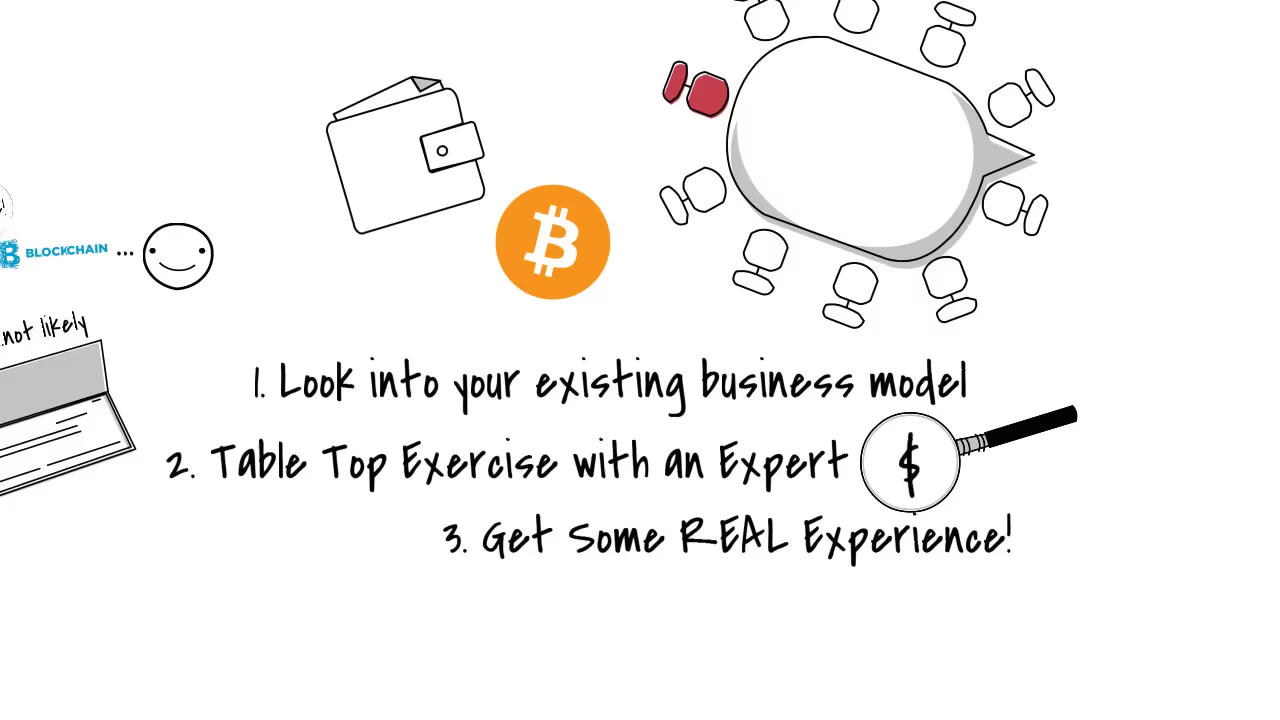 BLOCKCHAIN ...
not likely
1. Look into your existing business model
2. Table Top Exercise with an Expert
$
3. Get Some REAL Experience!